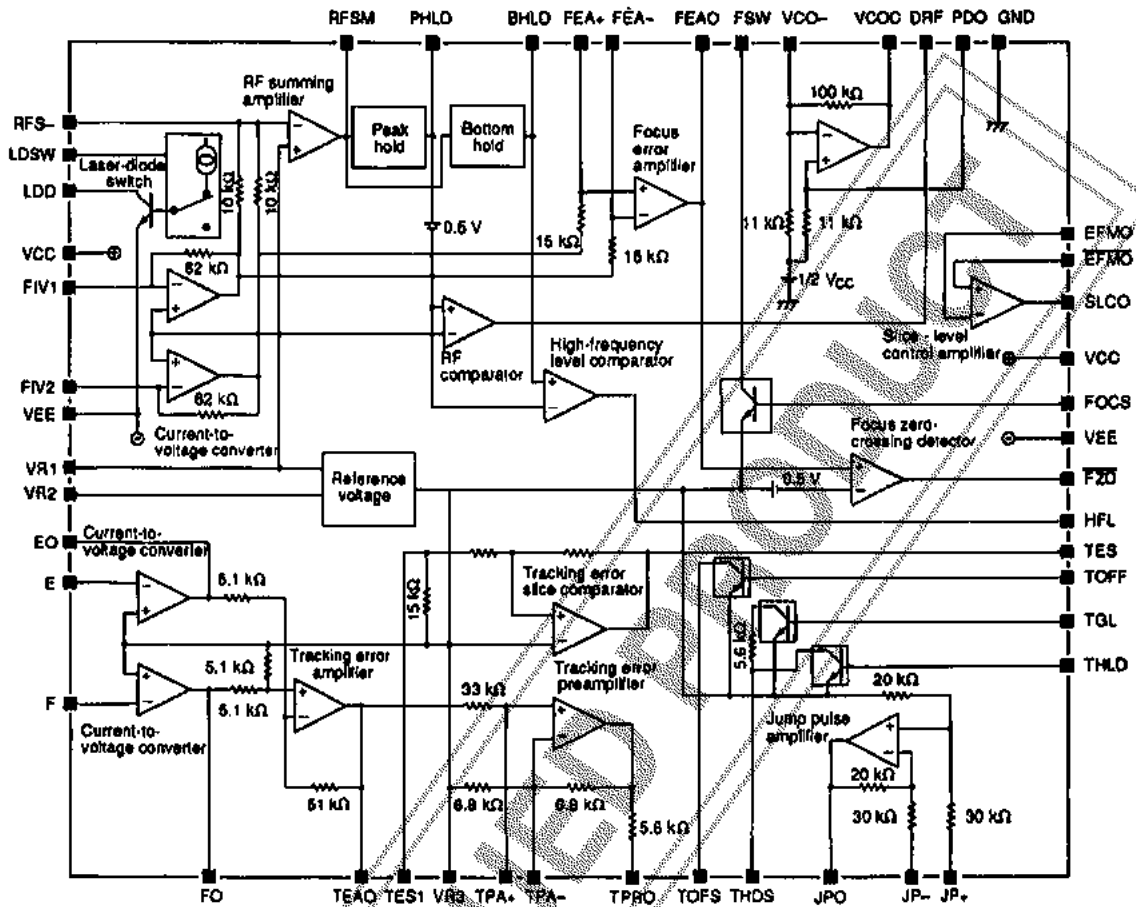 RFSM PHLD BHLD FEA+ FEA- FEAO FSW VCO- VCOC DRF PDO GND
RF summing
amplifier
100 kΩ
RFS-
LDSW
Laser-diode
switch
LDD
Peak
hold
Bottom
hold
Focus
error
amplifier
10 kΩ
10 kΩ
0.5 V
15 kΩ
15 kΩ
11 kΩ
11 kΩ
1/2 VCC
VCC
FIV1
62 kΩ
EFMO
EFMO
SLCO
Slice - level
control amplifier
VCC
RF
comparator
High-frequency
level comparator
FIV2
VEE
62 kΩ
Current-to-
voltage converter
FOCS
VEE
Focus zero-
crossing detector
VR1
VR2
Reference
voltage
0.5 V
FZD
HFL
EO
Current-to-
voltage converter
E
5.1 kΩ
15 kΩ
Tracking error
slice comparator
TES
TOFF
TGL
THLD
5.6 kΩ
5.1 kΩ
5.1 kΩ
Tracking error
amplifier
Tracking error
preamplifier
F
Current-to-
voltage converter
33 kΩ
20 kΩ
Jump pulse
amplifier
20 kΩ
51 kΩ
6.8 kΩ
6.8 kΩ
5.6 kΩ
30 kΩ
30 kΩ
FO TEAO TES1 VR3 TPA+ TPA- TPRO TOFS THDS JPO JP- JP+
UED PRODUCT